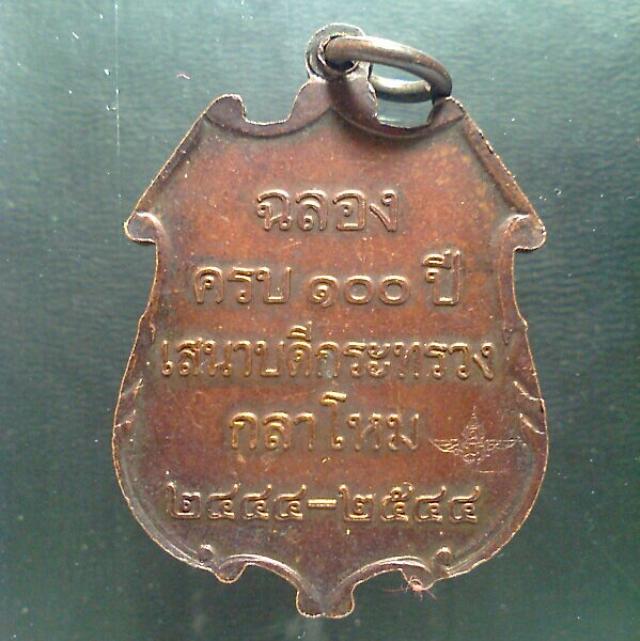 ฉลอง
ครบ ๑๐๐ ปี
เสนาบดีกระทรวง
กลาโหม
๒๔๔๔-๒๕๔๔